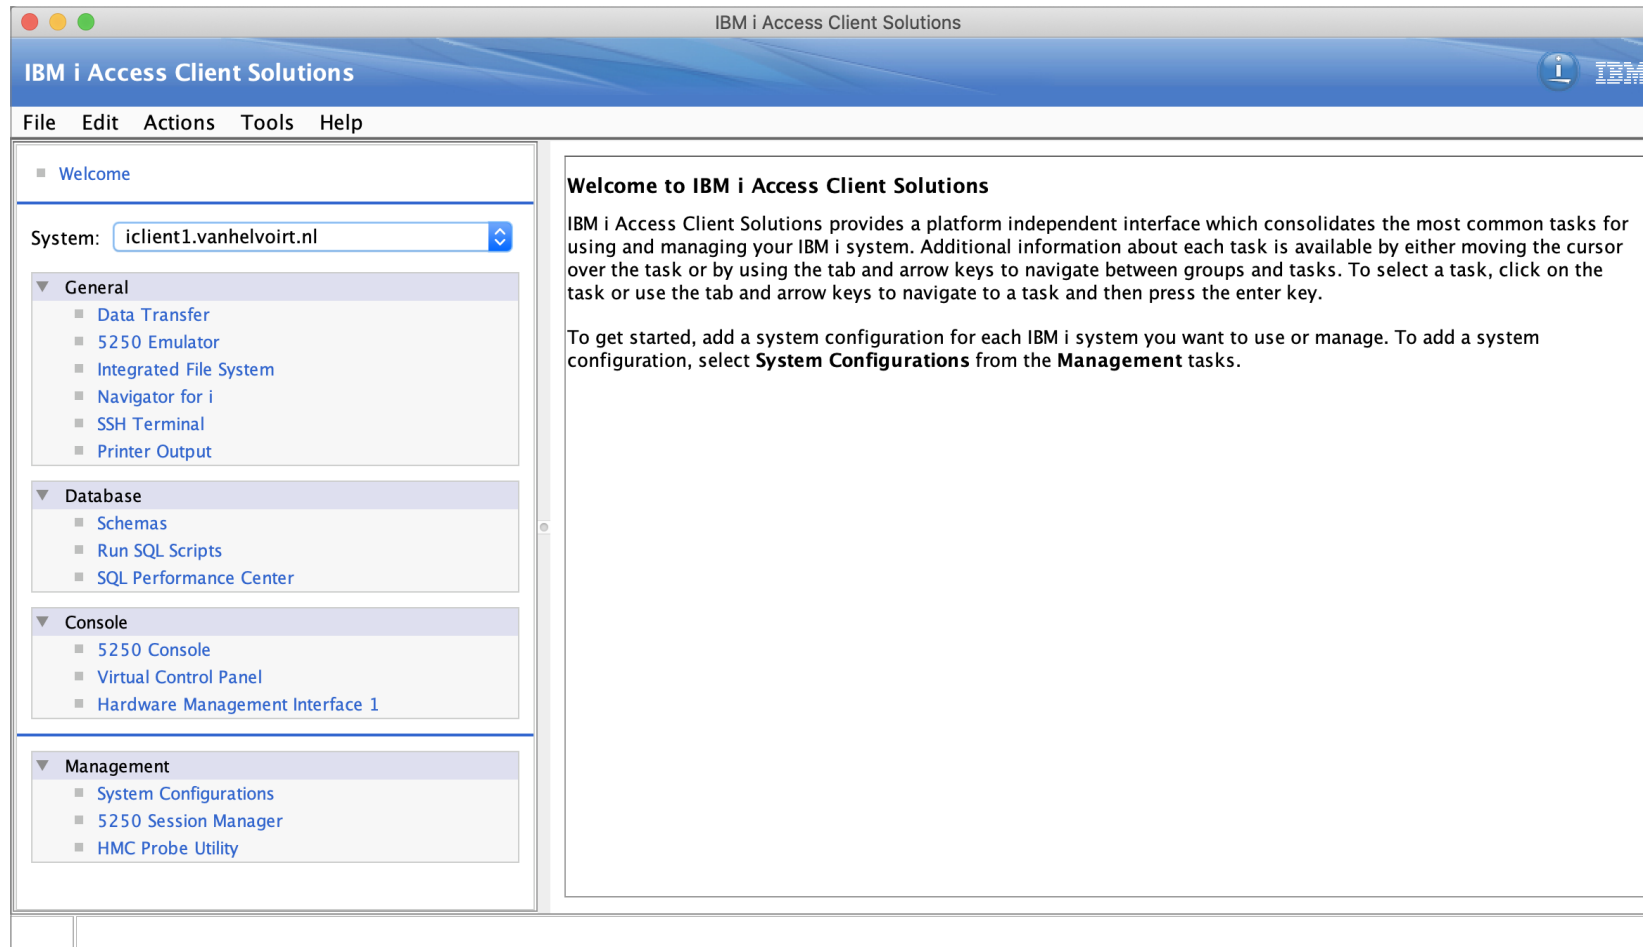 IBM i Access Client Solutions
IBM i Access Client Solutions
i IBM
File Edit Actions Tools Help
Welcome
System: iclient1.vanhelvoirt.nl
General
Data Transfer
5250 Emulator
Integrated File System
Navigator for i
SSH Terminal
Printer Output
Database
Schemas
Run SQL Scripts
SQL Performance Center
Console
5250 Console
Virtual Control Panel
Hardware Management Interface 1
Management
System Configurations
5250 Session Manager
HMC Probe Utility
Welcome to IBM i Access Client Solutions
IBM i Access Client Solutions provides a platform independent interface which consolidates the most common tasks for
using and managing your IBM i system. Additional information about each task is available by either moving the cursor
over the task or by using the tab and arrow keys to navigate between groups and tasks. To select a task, click on the
task or use the tab and arrow keys to navigate to a task and then press the enter key.
To get started, add a system configuration for each IBM i system you want to use or manage. To add a system
configuration, select System Configurations from the Management tasks.